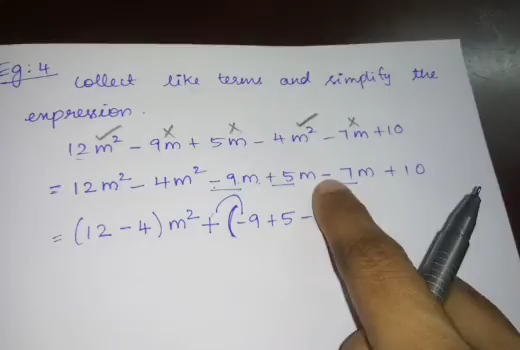 Eg: 4 collect like terms and simplify the
expression.
12m² - 9m + 5m - 4m² - 7m + 10
= 12m² - 4m² - 9m + 5m - 7m + 10
= (12 - 4) m² + (-9 + 5 -